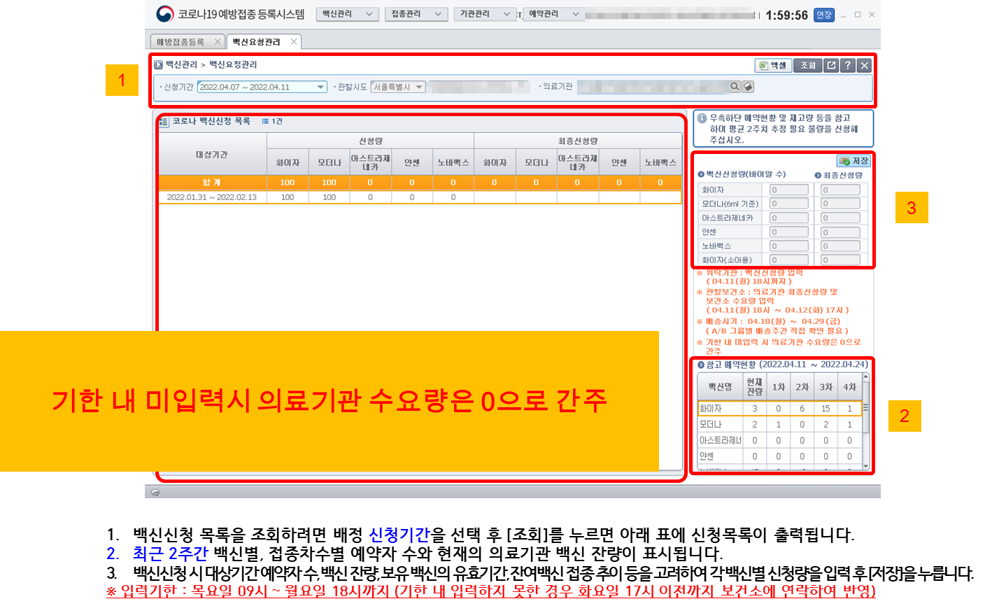 코로나19 예방접종 등록시스템 백신관리 접종관리 기관관리 예약관리 1:59:56 연장
예방접종등록 백신요청관리
1
백신관리 > 백신요청관리 엑셀 조회 ?
신청기간 2022.04.07 ~ 2022.04.11 관할시도 서울특별시 의료기관
코로나 백신신청 목록 1건
대상기간 신청량 최종신청량
화이자 모더나 아스트라제네카 얀센 노바백스 화이자 모더나 아스트라제네카 얀센 노바백스
합 계 100 100 0 0 0 0 0 0 0 0
2022.01.31 ~ 2022.02.13 100 100 0 0 0
우측하단 예약현황 및 재고량 등을 참고
하여 평균 2주치 추정 필요 물량을 신청해
주십시오.
저장
백신신청량(바이알 수) 최종신청량
화이자 0 0
모더나(6ml 기준) 0 0
아스트라제네카 0 0
얀센 0 0
노바백스 0 0
화이자(소아용) 0 0
3
※ 위탁기관 : 백신신청량 입력
( 04.11(월) 18시까지 )
※ 관할보건소 : 의료기관 최종신청량 및
보건소 수요량 입력
( 04.11(월) 18시 ~ 04.12(화) 17시 )
※ 배송시기 : 04.18(월) ~ 04.29(금)
( A/B 그룹별 배송주간 직접 확인 필요 )
※ 기한 내 미입력 시 의료기관 수요량은 0으로
간주
참고 예약현황 (2022.04.11 ~ 2022.04.24)
백신명 현재잔량 1차 2차 3차 4차
화이자 3 0 6 15 1
모더나 2 1 0 2 1
아스트라제네 0 0 0 0 0
얀센 0 0 0 0 0
2
기한 내 미입력시 의료기관 수요량은 0으로 간주
1. 백신신청 목록을 조회하려면 배정 신청기간을 선택 후 [조회]를 누르면 아래 표에 신청목록이 출력됩니다.
2. 최근 2주간 백신별, 접종차수별 예약자 수와 현재의 의료기관 백신 잔량이 표시됩니다.
3. 백신신청 시 대상기간 예약자 수, 백신 잔량, 보유 백신의 유효기간, 잔여백신 접종 추이 등을 고려하여 각 백신별 신청량을 입력 후 [저장]을 누릅니다.
※ 입력기한 : 목요일 09시 ~ 월요일 18시까지 (기한 내 입력하지 못한 경우 화요일 17시 이전까지 보건소에 연락하여 반영)